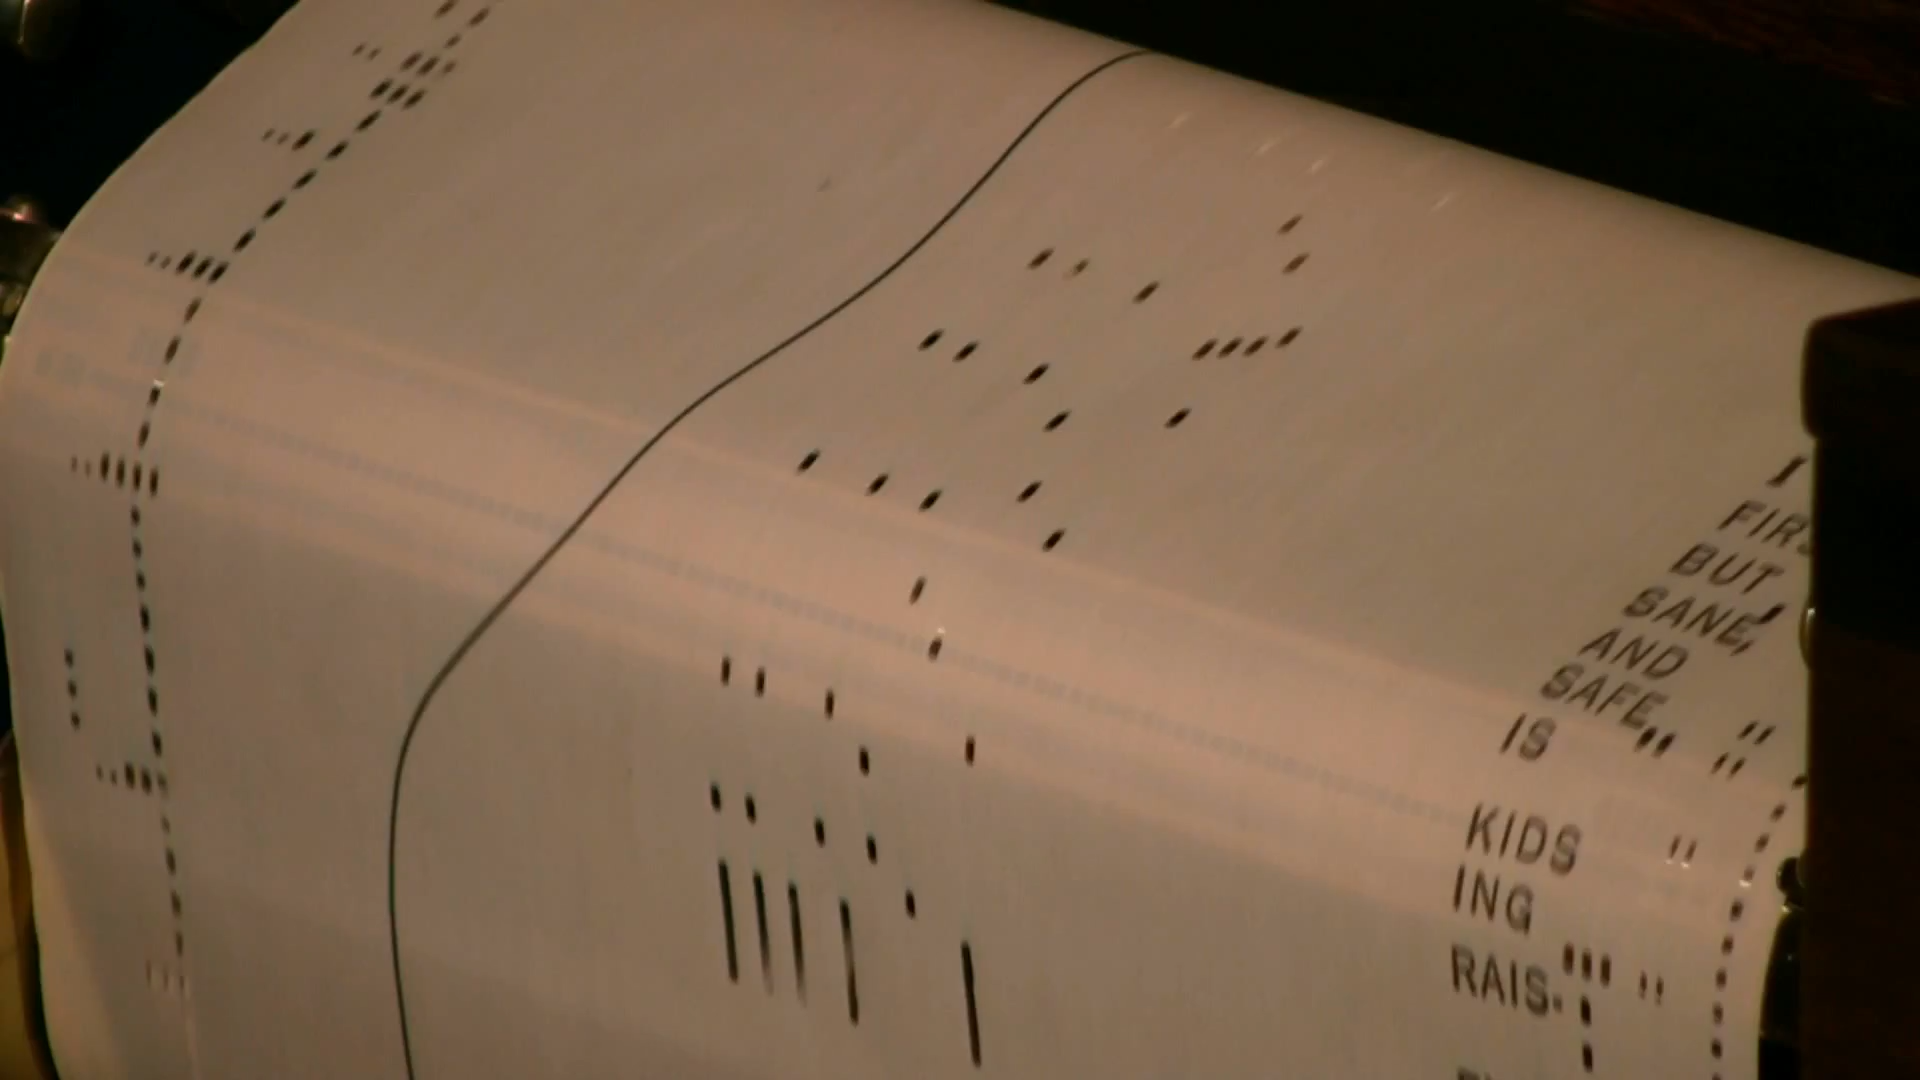 I
BUT
SANE,
AND
SAFE,
IS
KIDS
ING
RAIS-